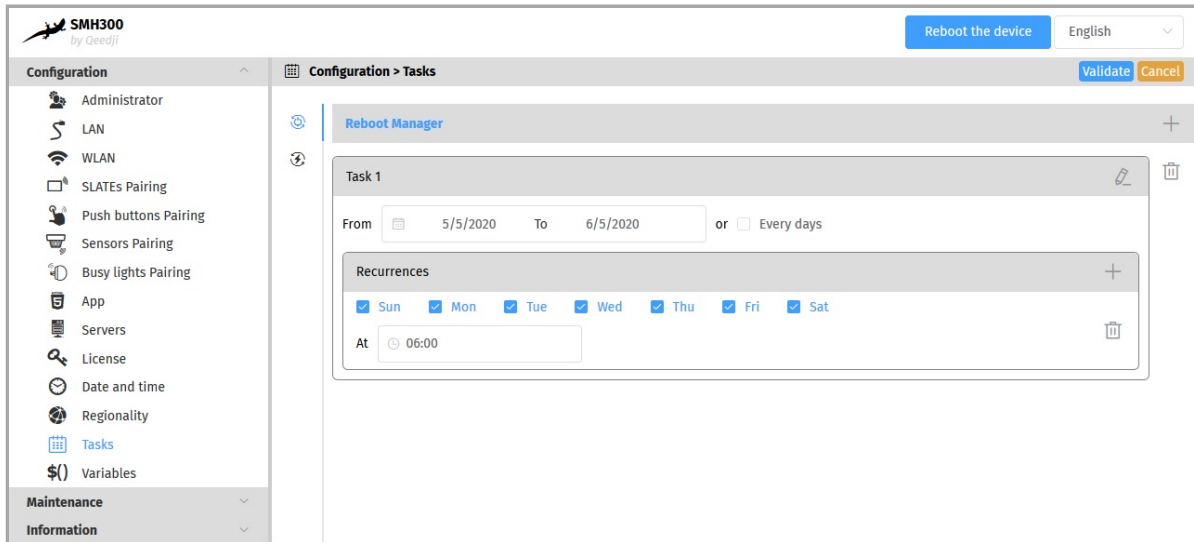 SMH300
by Qeedji
Reboot the device
English
Configuration
Configuration > Tasks
Validate
Cancel
Administrator
LAN
WLAN
SLATEs Pairing
Push buttons Pairing
Sensors Pairing
Busy lights Pairing
App
Servers
License
Date and time
Regionality
Tasks
$() Variables
Maintenance
Information
Reboot Manager
Task 1
From 5/5/2020 To 6/5/2020 or Every days
Recurrences
Sun Mon Tue Wed Thu Fri Sat
At 06:00